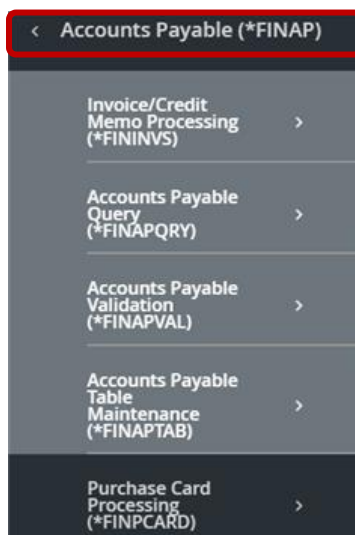 < Accounts Payable (*FINAP)
Invoice/Credit
Memo Processing >
(*FININVS)
Accounts Payable
Query >
(*FINAPQRY)
Accounts Payable
Validation >
(*FINAPVAL)
Accounts Payable
Table
Maintenance >
(*FINAPTAB)
Purchase Card
Processing >
(*FINPCARD)